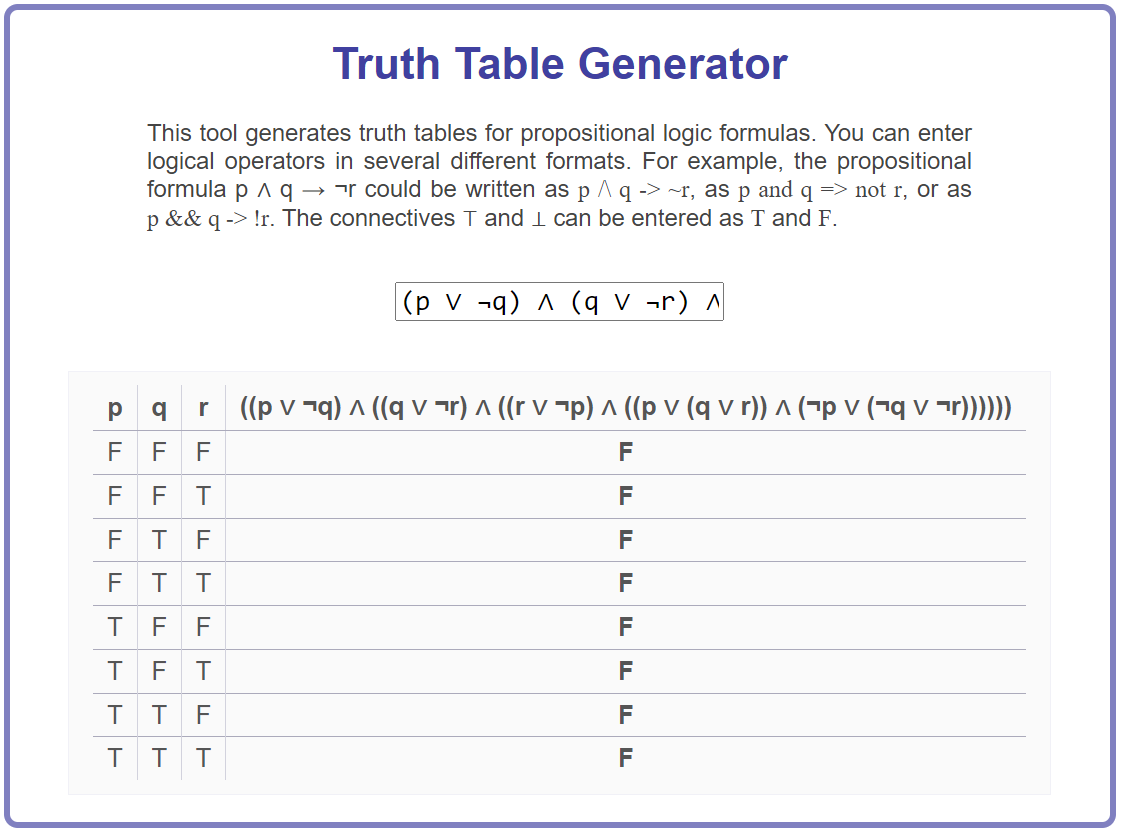 Truth Table Generator
This tool generates truth tables for propositional logic formulas. You can enter
logical operators in several different formats. For example, the propositional
formula p ∧ q → ¬r could be written as p /\ q -> ~r, as p and q => not r, or as
p && q -> !r. The connectives ⊤ and ⊥ can be entered as T and F.
(p ∨ ¬q) ∧ (q ∨ ¬r) ∧
p q r ((p ∨ ¬q) ∧ ((q ∨ ¬r) ∧ ((r ∨ ¬p) ∧ ((p ∨ (q ∨ r)) ∧ (¬p ∨ (¬q ∨ ¬r))))))
F F F F
F F T F
F T F F
F T T F
T F F F
T F T F
T T F F
T T T F